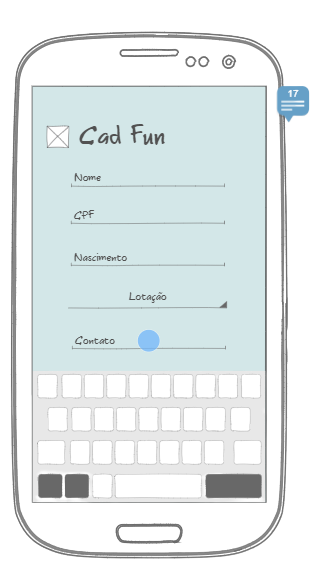 17
Cad Fun
Nome
CPF
Nascimento
Lotação
Contato